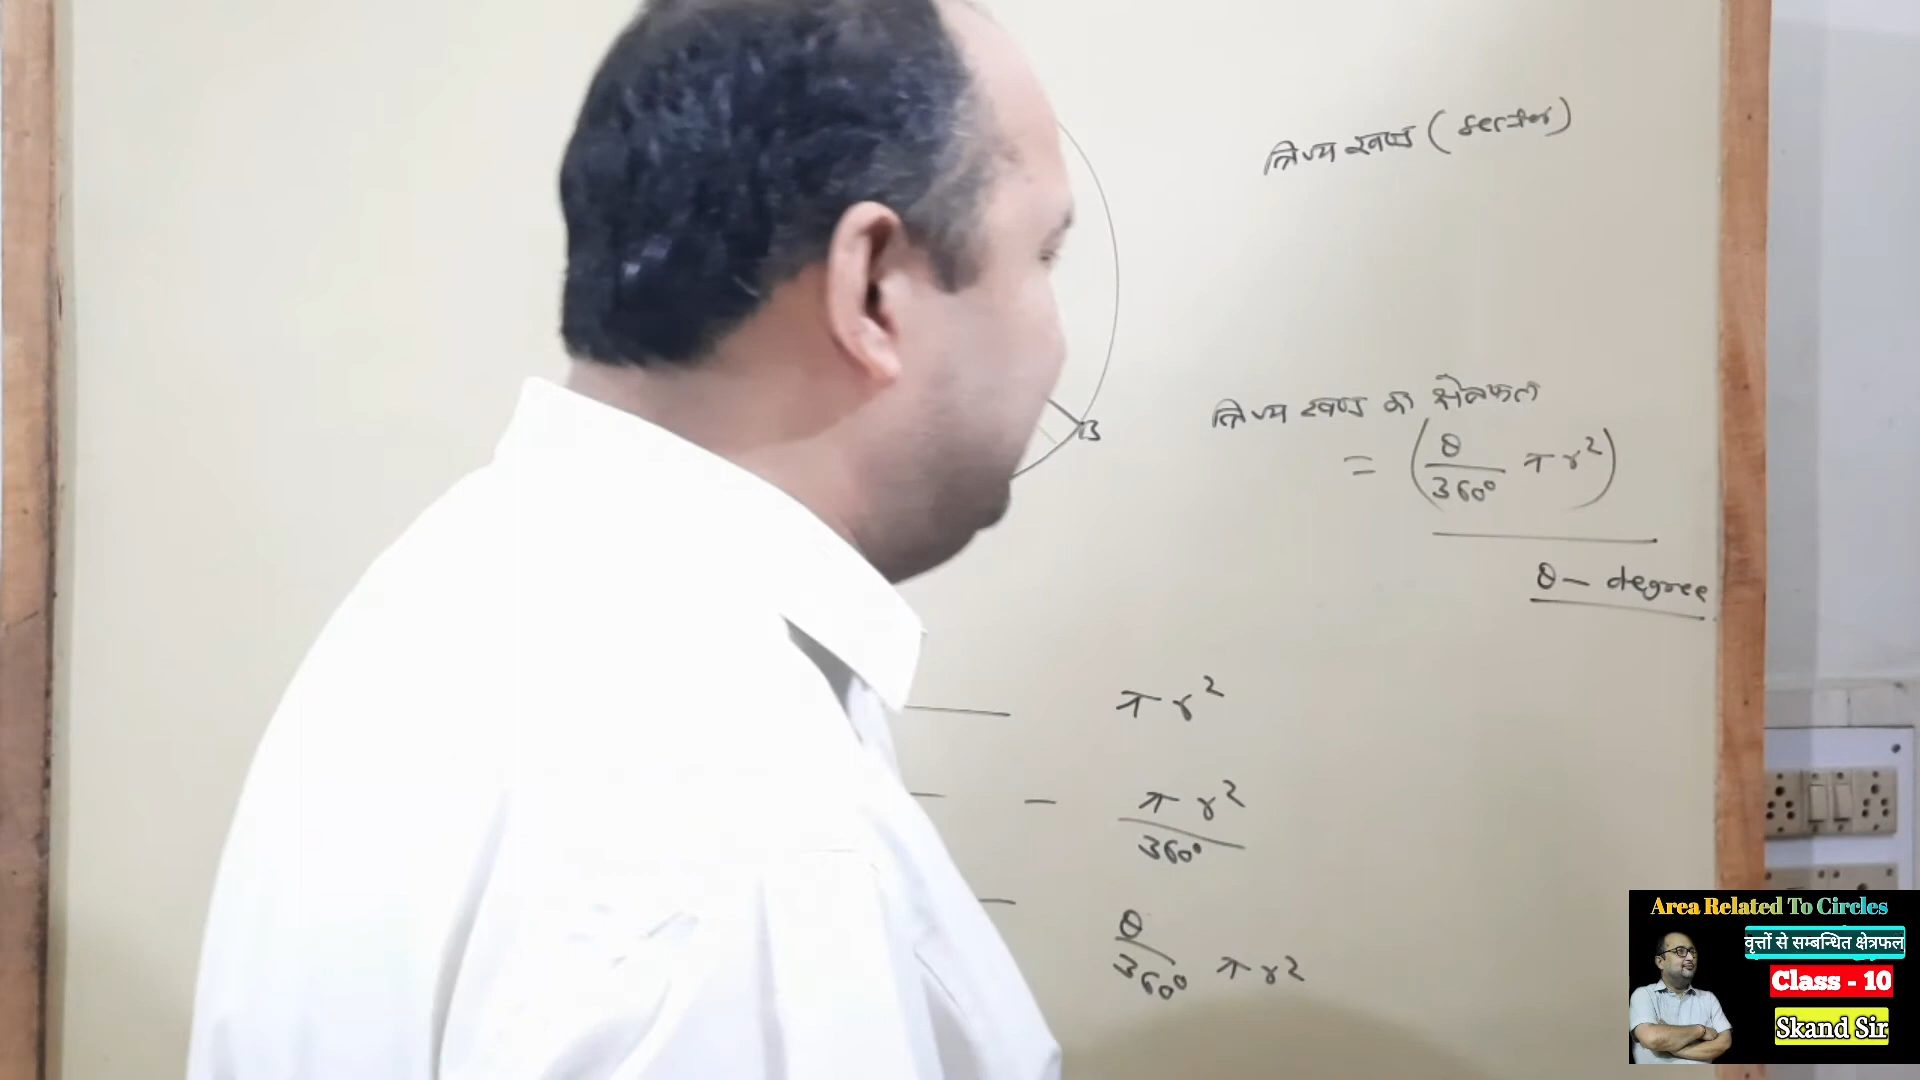 त्रिज्य खण्ड (sector)
B
त्रिज्य खण्ड का क्षेत्रफल
= (θ/360° πr²)
θ — degree
πr²
— πr²/360°
θ/360° πr²
Area Related To Circles
वृत्तों से सम्बन्धित क्षेत्रफल
Class - 10
Skand Sir